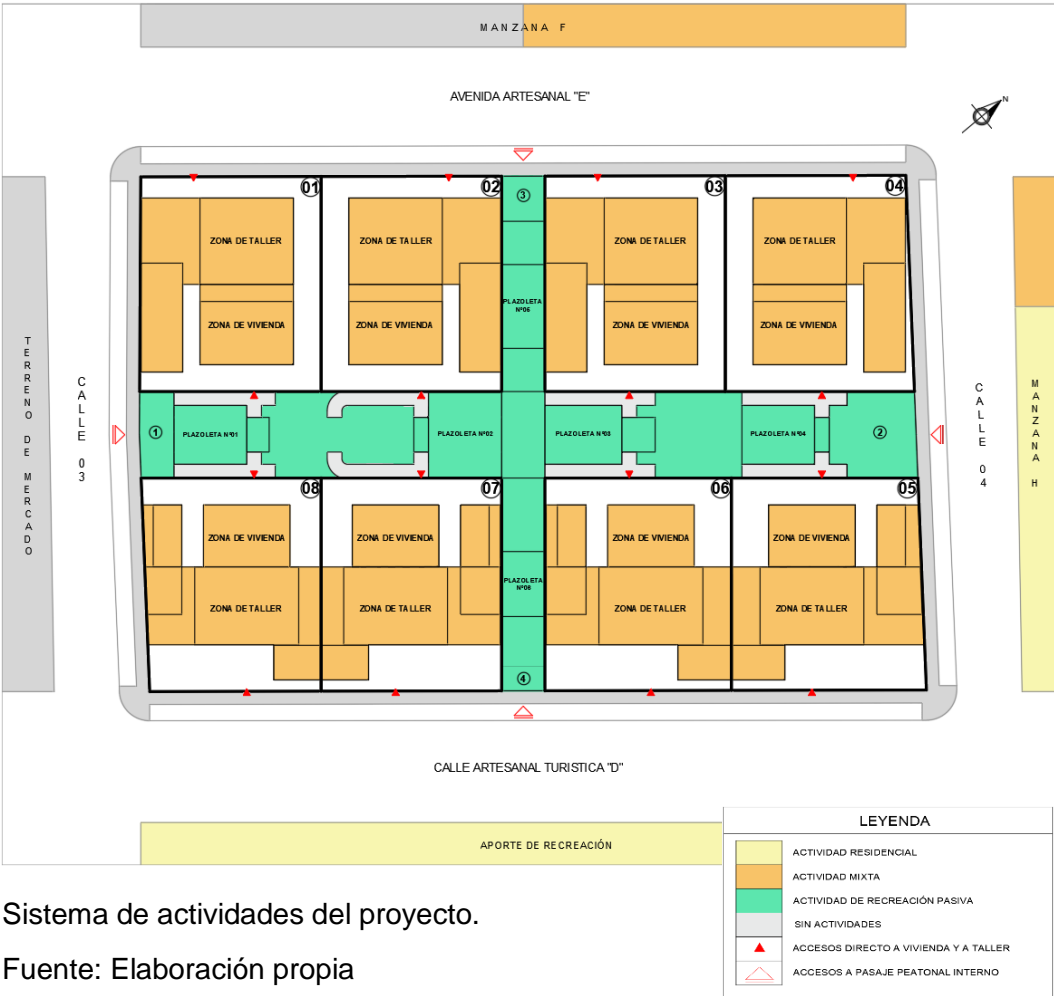 MANZANA F
AVENIDA ARTESANAL "E"
N
01
02
03
04
3
ZONA DE TALLER
ZONA DE TALLER
ZONA DE TALLER
ZONA DE TALLER
PLAZOLETA
Nº06
ZONA DE VIVIENDA
ZONA DE VIVIENDA
ZONA DE VIVIENDA
ZONA DE VIVIENDA
TERRENO DE MERCADO
CALLE 03
1
PLAZOLETA Nº01
PLAZOLETA Nº02
PLAZOLETA Nº03
PLAZOLETA Nº04
2
CALLE 04
MANZANA H
08
07
06
05
ZONA DE VIVIENDA
ZONA DE VIVIENDA
ZONA DE VIVIENDA
ZONA DE VIVIENDA
PLAZOLETA
Nº08
ZONA DE TALLER
ZONA DE TALLER
ZONA DE TALLER
ZONA DE TALLER
4
CALLE ARTESANAL TURISTICA "D"
APORTE DE RECREACIÓN
LEYENDA
ACTIVIDAD RESIDENCIAL
ACTIVIDAD MIXTA
ACTIVIDAD DE RECREACIÓN PASIVA
SIN ACTIVIDADES
ACCESOS DIRECTO A VIVIENDA Y A TALLER
ACCESOS A PASAJE PEATONAL INTERNO
Sistema de actividades del proyecto.
Fuente: Elaboración propia